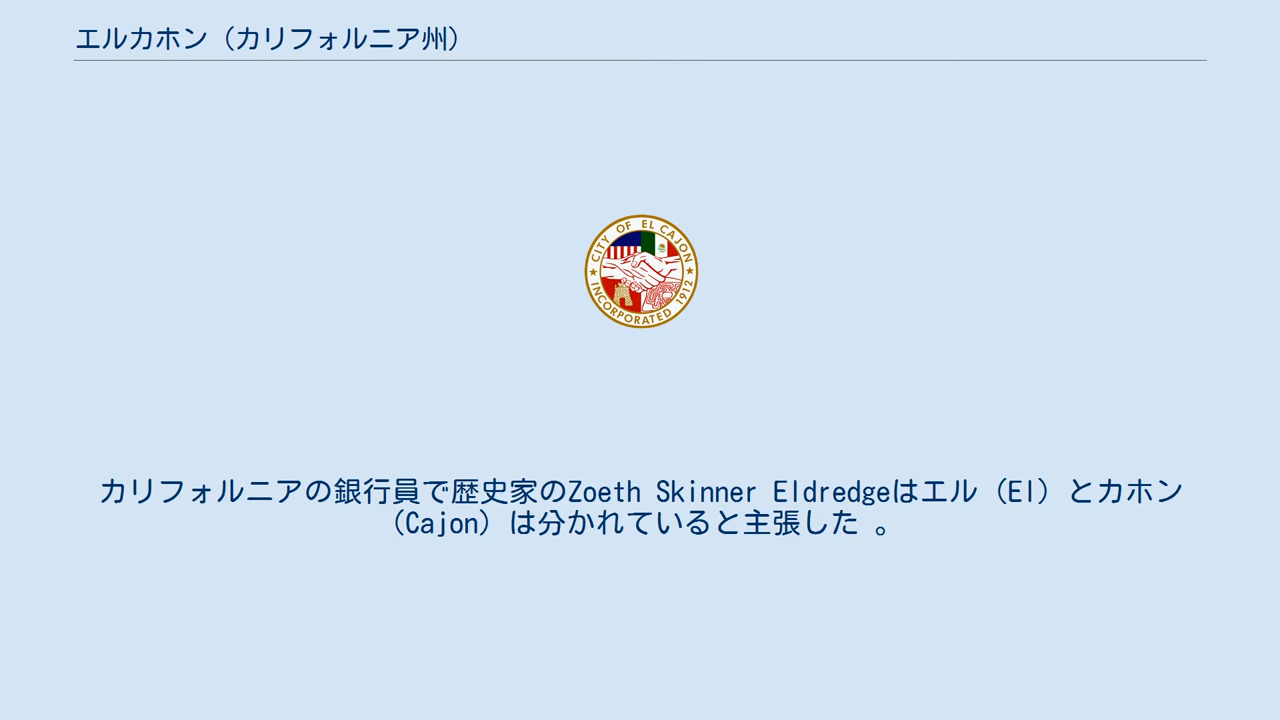 エルカホン（カリフォルニア州）
CITY OF EL CAJON
INCORPORATED 1912
カリフォルニアの銀行員で歴史家のZoeth Skinner Eldredgeはエル（El）とカホン
（Cajon）は分かれていると主張した 。